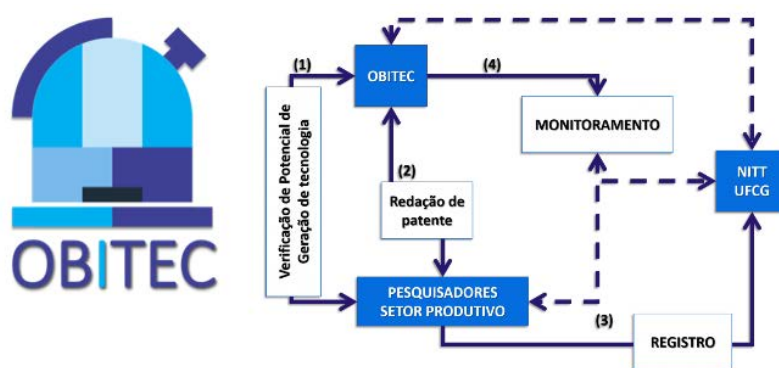 OBITEC
(1)
OBITEC
(4)
MONITORAMENTO
Verificação de Potencial de
Geração de tecnologia
(2)
Redação de
patente
NITT
UFCG
PESQUISADORES
SETOR PRODUTIVO
(3)
REGISTRO